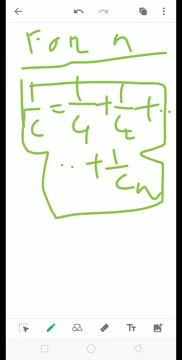 For n
1/C = 1/C1 + 1/C2 + ..
.. + 1/Cn